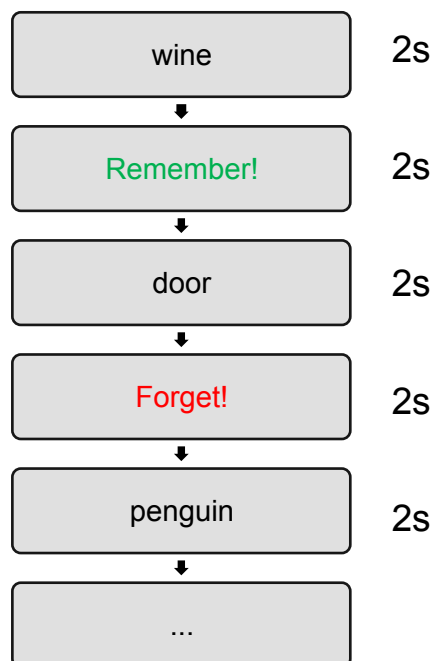 wine 2s
Remember! 2s
door 2s
Forget! 2s
penguin 2s
...